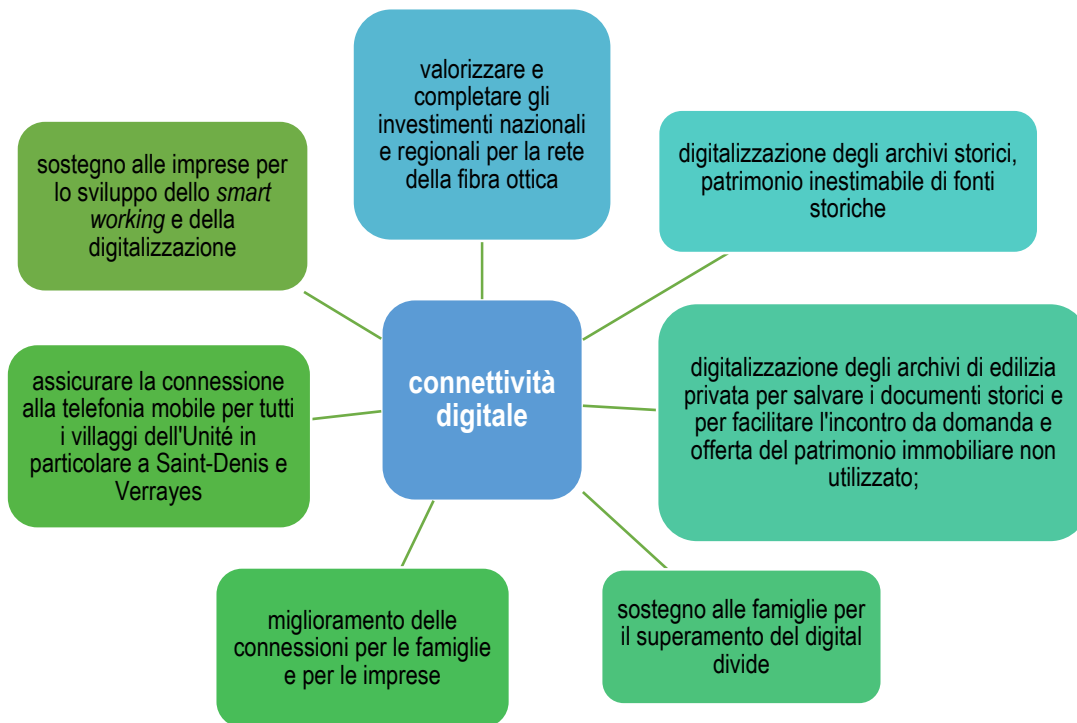 valorizzare e
completare gli
investimenti nazionali
e regionali per la rete
della fibra ottica
digitalizzazione degli archivi storici,
patrimonio inestimabile di fonti
storiche
digitalizzazione degli archivi di edilizia
privata per salvare i documenti storici e
per facilitare l'incontro da domanda e
offerta del patrimonio immobiliare non
utilizzato;
sostegno alle famiglie per
il superamento del digital
divide
miglioramento delle
connessioni per le famiglie
e per le imprese
assicurare la connessione
alla telefonia mobile per tutti
i villaggi dell'Unité in
particolare a Saint-Denis e
Verrayes
sostegno alle imprese per
lo sviluppo dello smart
working e della
digitalizzazione
connettività
digitale